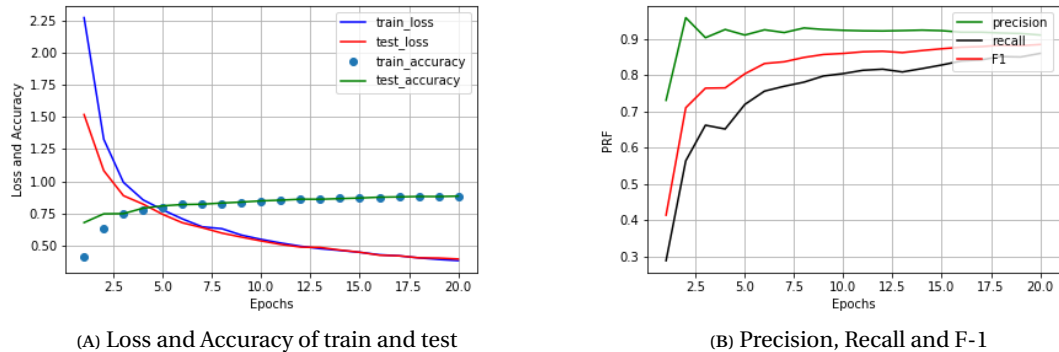 2.25
2.00
1.75
1.50
1.25
1.00
0.75
0.50
Loss and Accuracy
train_loss
test_loss
train_accuracy
test_accuracy
2.5 5.0 7.5 10.0 12.5 15.0 17.5 20.0
Epochs
(A) Loss and Accuracy of train and test
0.9
0.8
0.7
0.6
0.5
0.4
0.3
PRF
precision
recall
F1
2.5 5.0 7.5 10.0 12.5 15.0 17.5 20.0
Epochs
(B) Precision, Recall and F-1